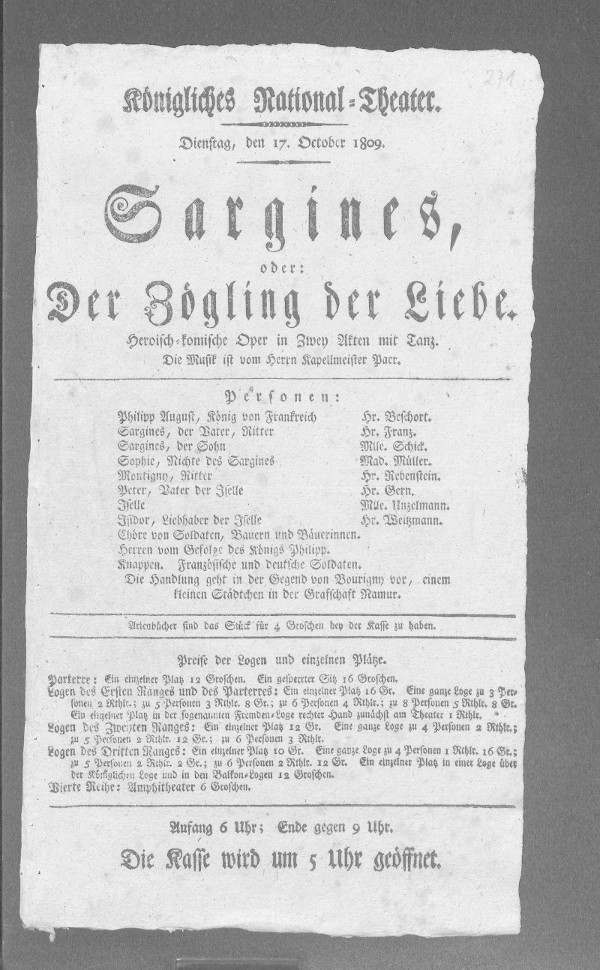 271
Königliches National=Theater.
Dienstag, den 17. October 1809.
Sargines,
oder:
Der Zögling der Liebe.
Heroisch-komische Oper in Zwey Akten mit Tanz.
Die Musik ist vom Herrn Kapellmeister Paer.
Personen:
Philipp August, König von Frankreich Hr. Beschort.
Sargines, der Vater, Ritter Hr. Franz.
Sargines, der Sohn Mlle. Schick.
Sophie, Nichte des Sargines Mad. Müller.
Montigny, Ritter Hr. Rebenstein.
Peter, Vater der Iselle Hr. Gern.
Iselle Mlle. Unzelmann.
Isidor, Liebhaber der Iselle Hr. Weitzmann.
Chöre von Soldaten, Bauern und Bäuerinnen.
Herren vom Gefolge des Königs Philipp.
Knappen. Französische und deutsche Soldaten.
Die Handlung geht in der Gegend von Bourigny vor, einem
kleinen Städtchen in der Grafschaft Namur.
Arienbücher sind das Stück für 4 Groschen bey der Kasse zu haben.
Preise der Logen und einzelnen Plätze.
Parterre: Ein einzelner Platz 12 Groschen. Ein gesperrter Sitz 16 Groschen.
Logen des Ersten Ranges und des Parterres: Ein einzelner Platz 16 Gr. Eine ganze Loge zu 3 Per-
sonen 2 Rthlr.; zu 5 Personen 3 Rthlr. 8 Gr.; zu 6 Personen 4 Rthlr.; zu 8 Personen 5 Rthlr. 8 Gr.
Ein einzelner Platz in der sogenannten Fremden-Loge rechter Hand zunächst am Theater 1 Rthlr.
Logen des Zweyten Ranges: Ein einzelner Platz 12 Gr. Eine ganze Loge zu 4 Personen 2 Rthlr.;
zu 5 Personen 2 Rthlr. 12 Gr.; zu 6 Personen 3 Rthlr.
Logen des Dritten Ranges: Ein einzelner Platz 10 Gr. Eine ganze Loge zu 4 Personen 1 Rthlr. 16 Gr.;
zu 5 Personen 2 Rthlr. 2 Gr.; zu 6 Personen 2 Rthlr. 12 Gr. Ein einzelner Platz in einer Loge über
der Königlichen Loge und in den Balkon-Logen 12 Groschen.
Vierte Reihe: Amphitheater 6 Groschen.
Anfang 6 Uhr; Ende gegen 9 Uhr.
Die Kasse wird um 5 Uhr geöffnet.